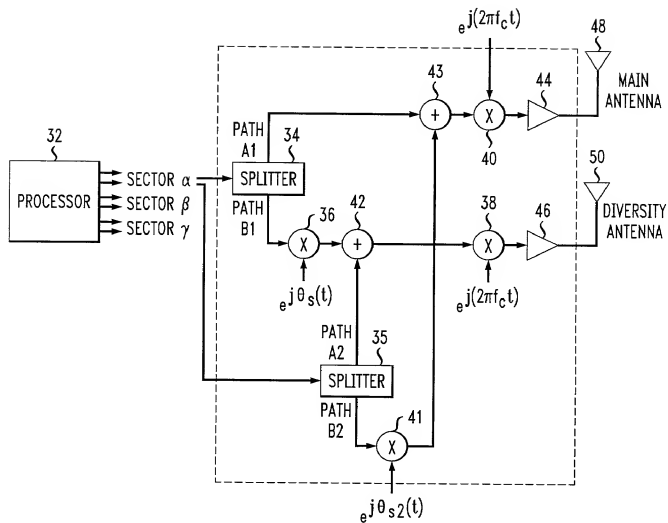 e j(2πfct)
48
43
44
MAIN
ANTENNA
32
PATH
A1
34
40
50
PROCESSOR
SECTOR α
SECTOR β
SECTOR γ
SPLITTER
PATH
B1
36
42
38
46
DIVERSITY
ANTENNA
+
X
X
+
X
e jθs(t)
e j(2πfct)
PATH
A2
35
SPLITTER
PATH
B2
41
X
e jθs2(t)